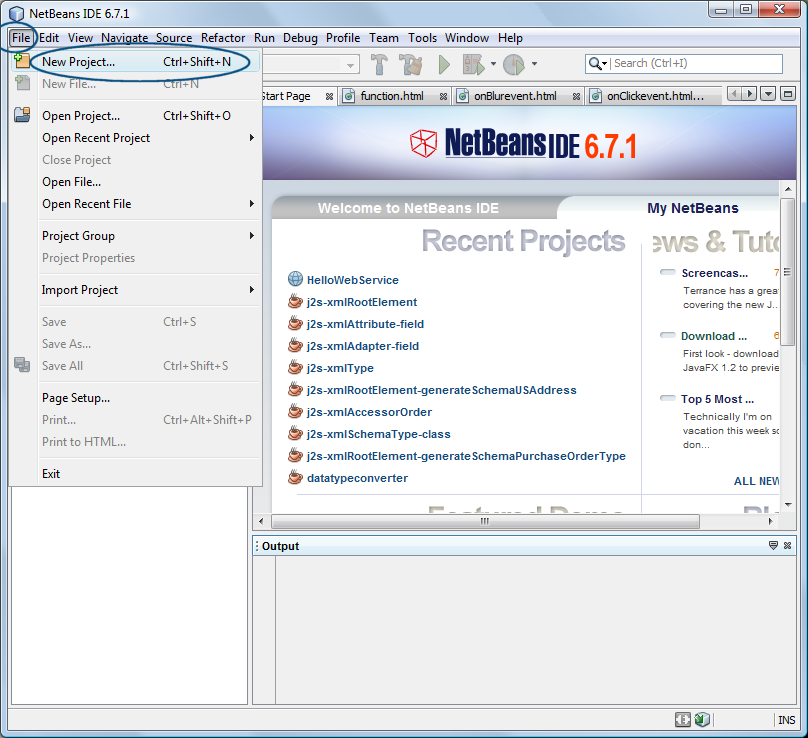 NetBeans IDE 6.7.1
File Edit View Navigate Source Refactor Run Debug Profile Team Tools Window Help
New Project... Ctrl+Shift+N
New File... Ctrl+N
Open Project... Ctrl+Shift+O
Open Recent Project
Close Project
Open File...
Open Recent File
Project Group
Project Properties
Import Project
Save Ctrl+S
Save As...
Save All Ctrl+Shift+S
Page Setup...
Print... Ctrl+Alt+Shift+P
Print to HTML...
Exit
Search (Ctrl+I)
Start Page function.html onBlurevent.html onClickevent.html...
NetBeans IDE 6.7.1
Welcome to NetBeans IDE My NetBeans
Recent Projects
HelloWebService
j2s-xmlRootElement
j2s-xmlAttribute-field
j2s-xmlAdapter-field
j2s-xmlType
j2s-xmlRootElement-generateSchemaUSAddress
j2s-xmlAccessorOrder
j2s-xmlSchemaType-class
j2s-xmlRootElement-generateSchemaPurchaseOrderType
datatypeconverter
ews & Tuto
Screencas... 7
Terrance has a grea
covering the new J...
Download ... 6
First look - download
JavaFX 1.2 to previe
Top 5 Most ...
Technically I'm on
vacation this week so
don...
ALL NEW
Featured Demo
Output
INS